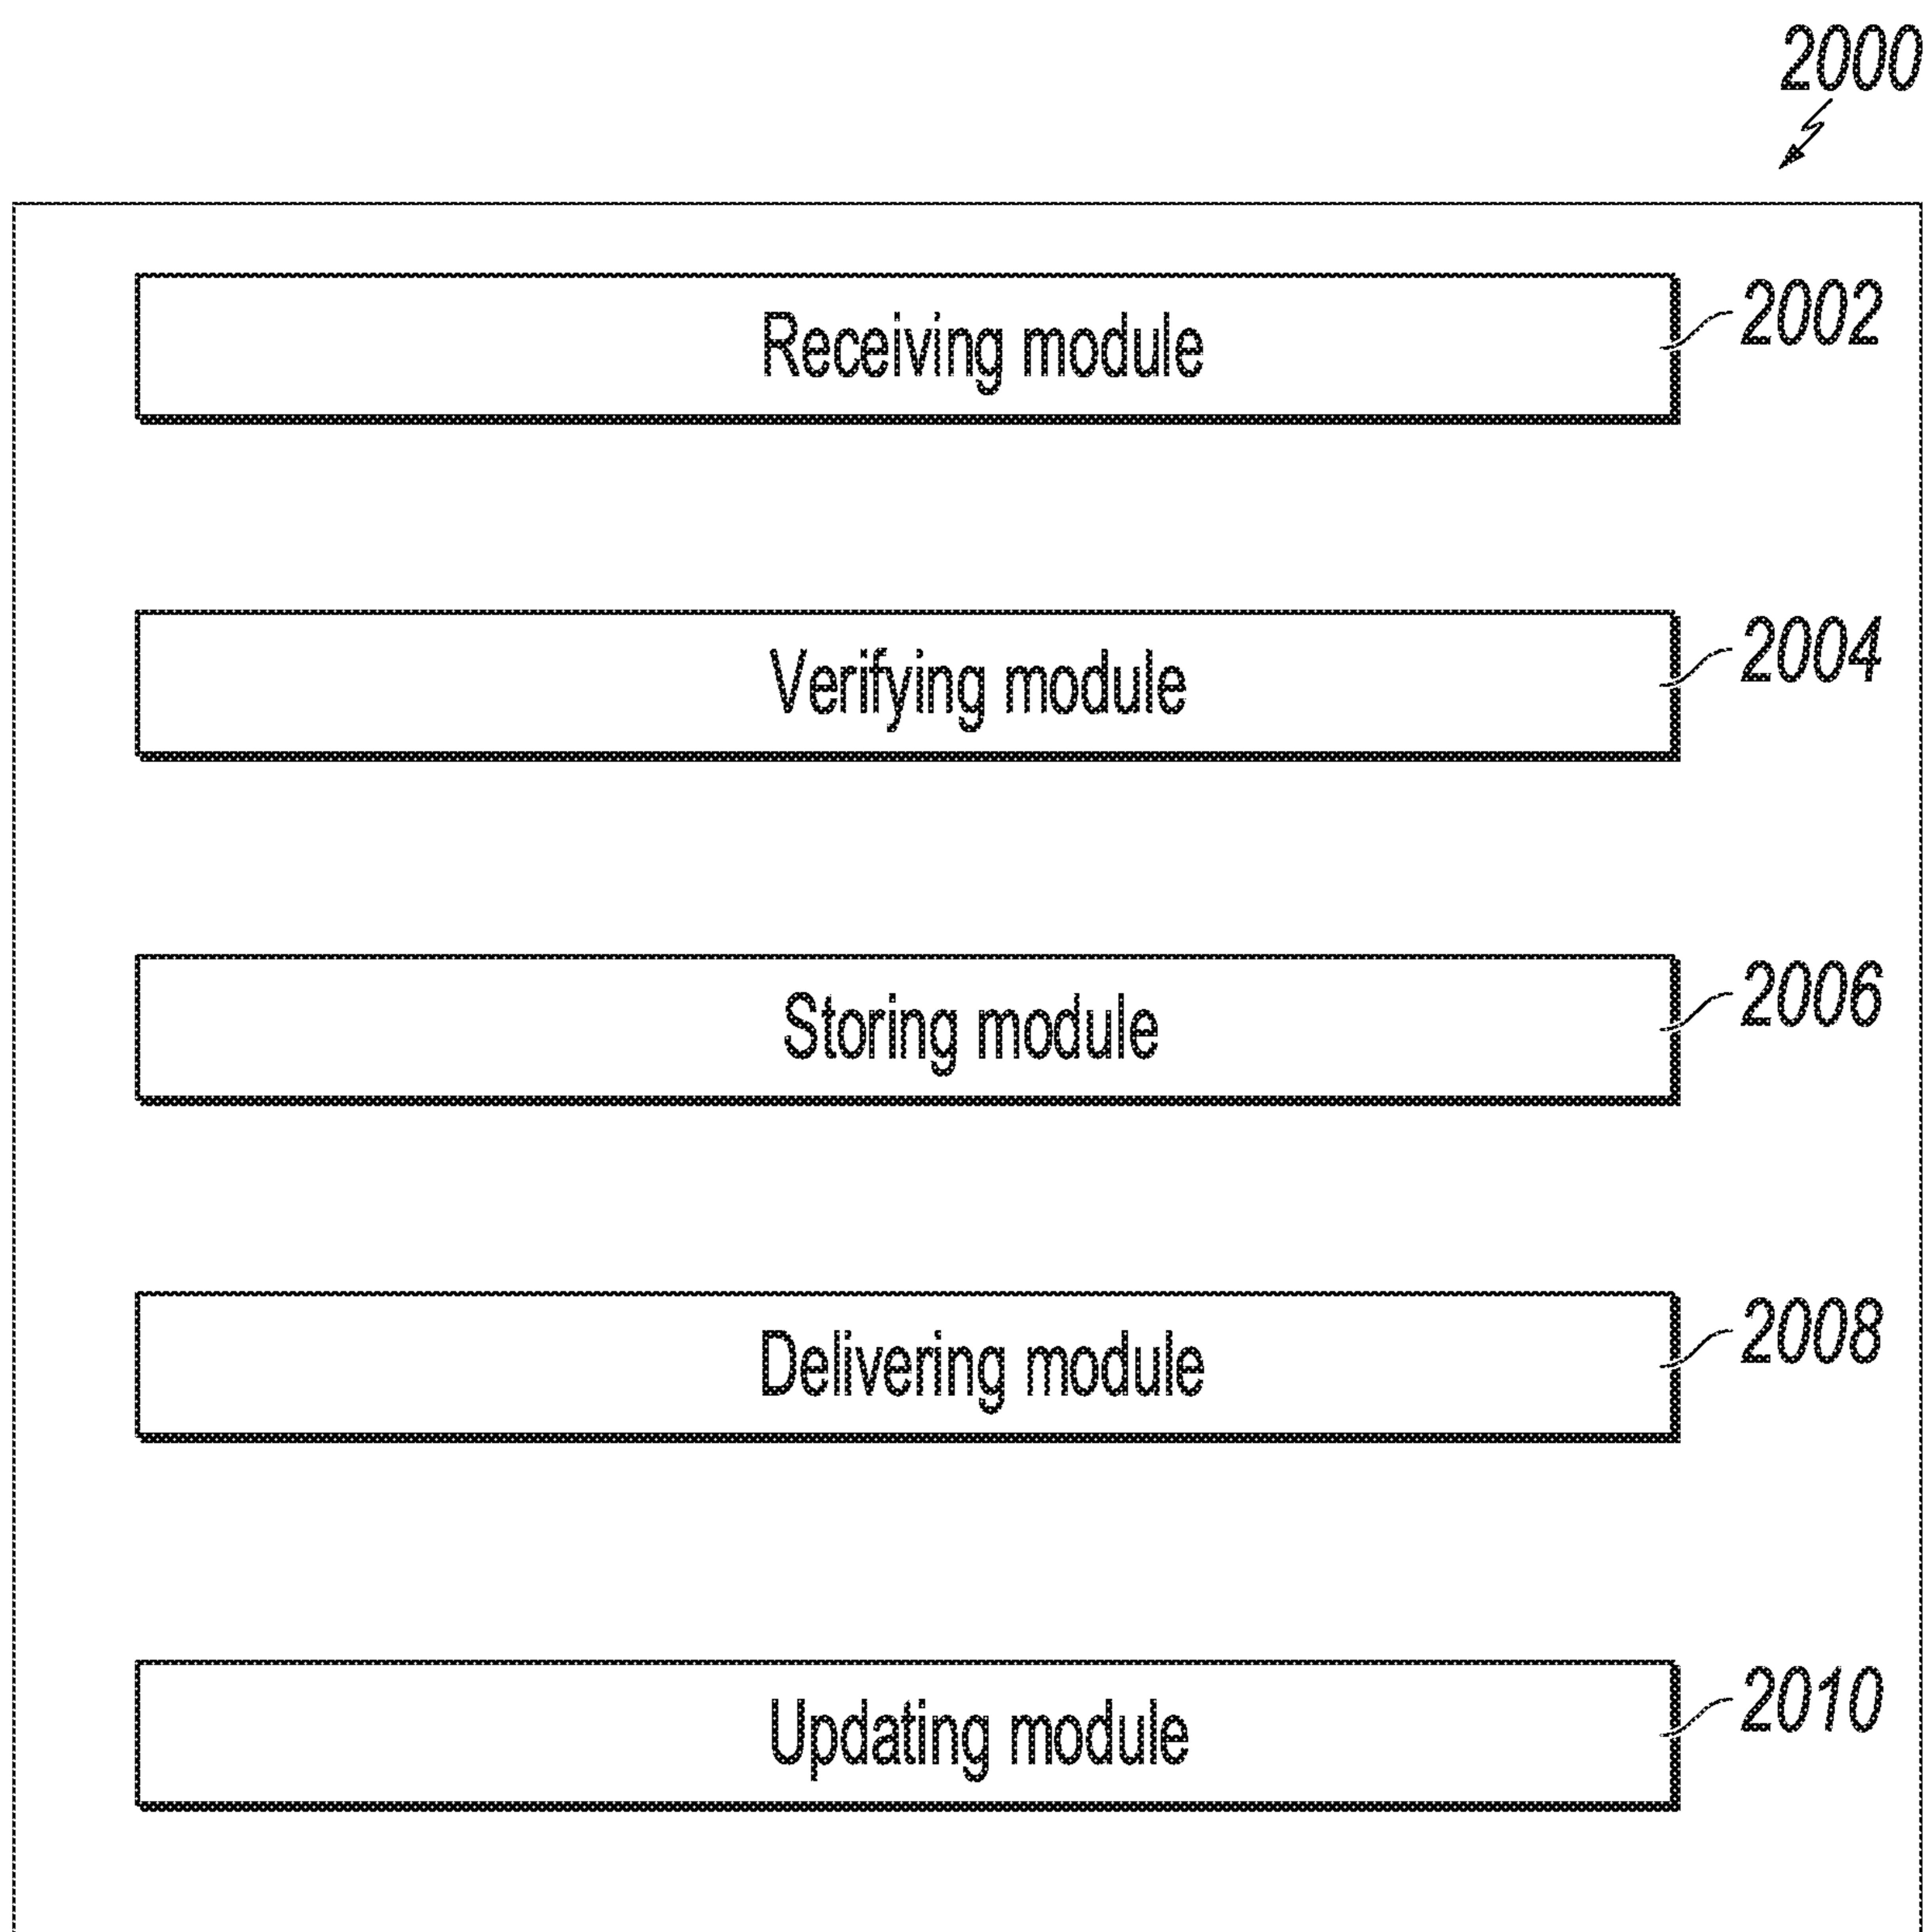 2000
Receiving module 2002
Verifying module 2004
Storing module 2006
Delivering module 2008
Updating module 2010